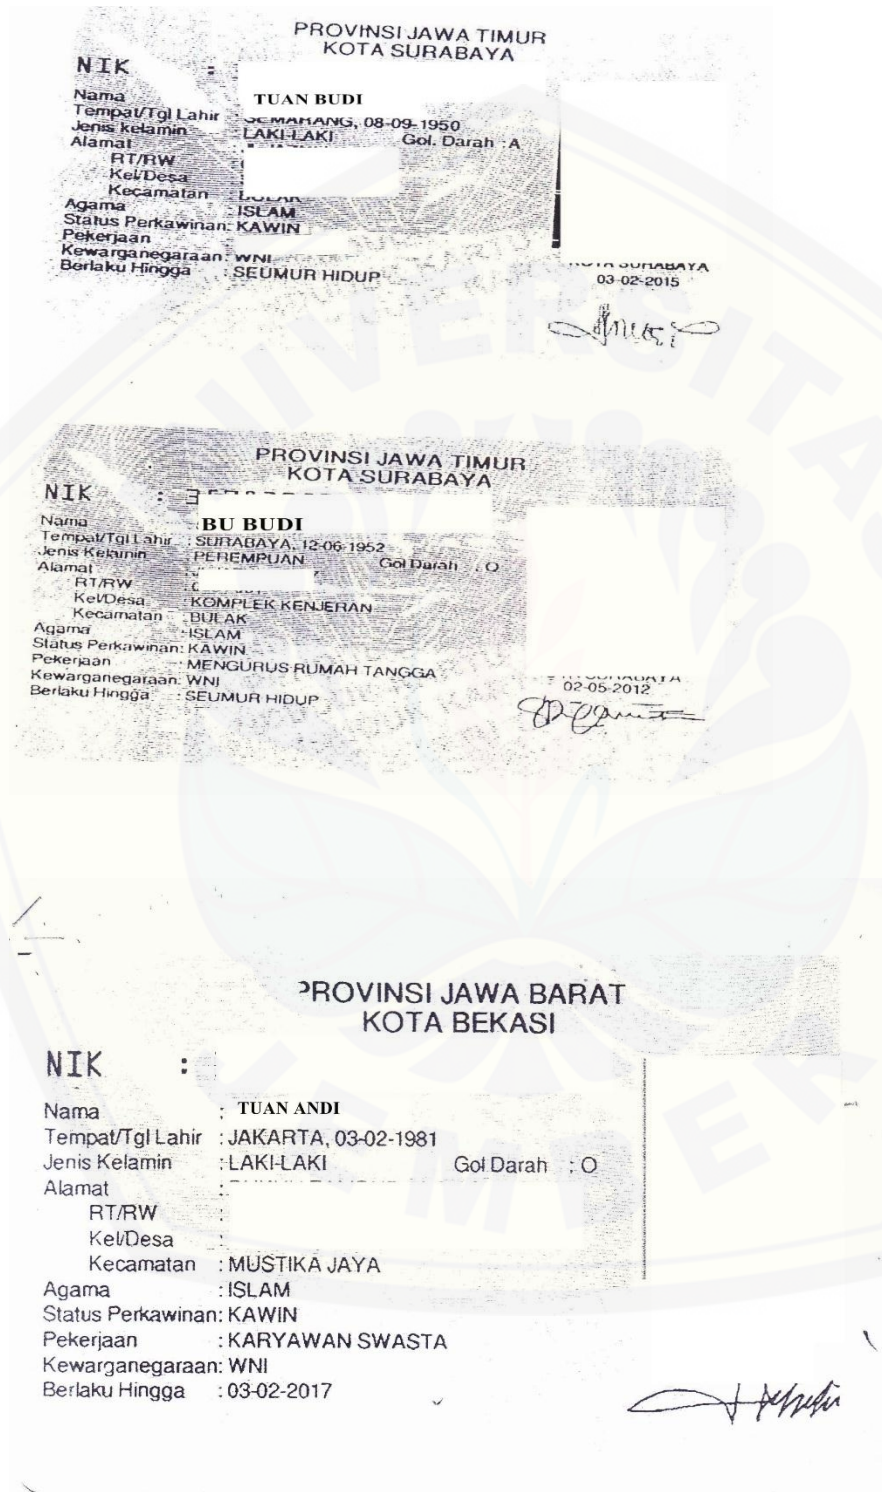 PROVINSI JAWA TIMUR
KOTA SURABAYA
NIK :
Nama TUAN BUDI
Tempat/Tgl Lahir : SEMARANG, 08-09-1950
Jenis kelamin : LAKI-LAKI Gol. Darah : A
Alamat :
RT/RW :
Kel/Desa :
Kecamatan : BULAK
Agama : ISLAM
Status Perkawinan: KAWIN
Pekerjaan :
Kewarganegaraan: WNI
Berlaku Hingga : SEUMUR HIDUP
KOTA SURABAYA
03-02-2015
PROVINSI JAWA TIMUR
KOTA SURABAYA
NIK :
Nama : BU BUDI
Tempat/Tgl Lahir : SURABAYA, 12-06-1952
Jenis Kelamin : PEREMPUAN Gol Darah : O
Alamat :
RT/RW :
Kel/Desa : KOMPLEK KENJERAN
Kecamatan : BULAK
Agama : ISLAM
Status Perkawinan: KAWIN
Pekerjaan : MENGURUS RUMAH TANGGA
Kewarganegaraan: WNI
Berlaku Hingga : SEUMUR HIDUP
KOTA SURABAYA
02-05-2012
PROVINSI JAWA BARAT
KOTA BEKASI
NIK :
Nama : TUAN ANDI
Tempat/Tgl Lahir : JAKARTA, 03-02-1981
Jenis Kelamin : LAKI-LAKI Gol Darah : O
Alamat :
RT/RW :
Kel/Desa :
Kecamatan : MUSTIKA JAYA
Agama : ISLAM
Status Perkawinan: KAWIN
Pekerjaan : KARYAWAN SWASTA
Kewarganegaraan: WNI
Berlaku Hingga : 03-02-2017
UNIVERSITAS JEMBER